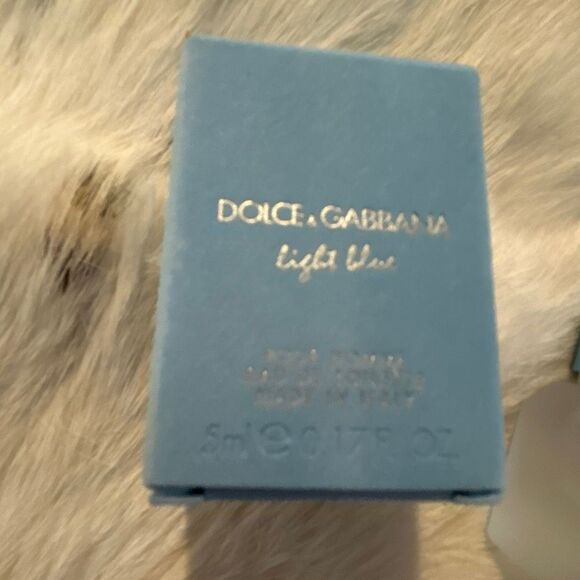 DOLCE & GABBANA
light blue
MADE IN ITALY
5ml ℮ 0.17 FL OZ